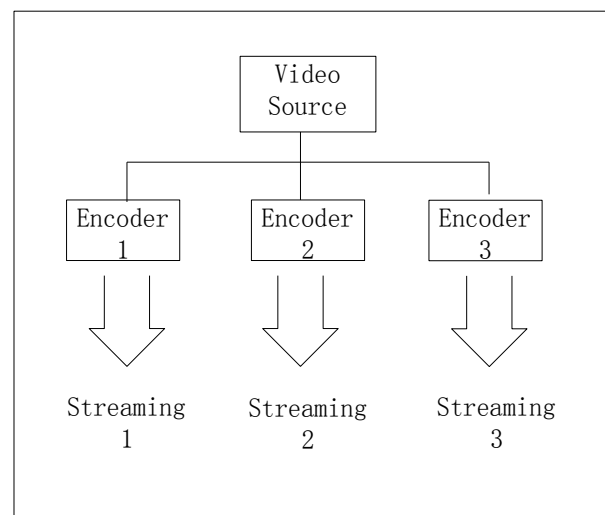 Video
Source
Encoder
1
Encoder
2
Encoder
3
Streaming
1
Streaming
2
Streaming
3